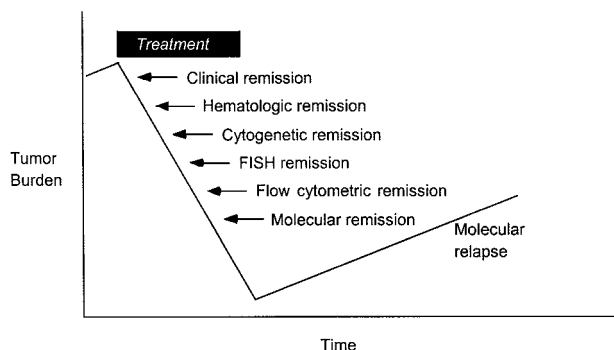 Treatment
Clinical remission
Hematologic remission
Cytogenetic remission
FISH remission
Flow cytometric remission
Molecular remission
Tumor
Burden
Molecular
relapse
Time